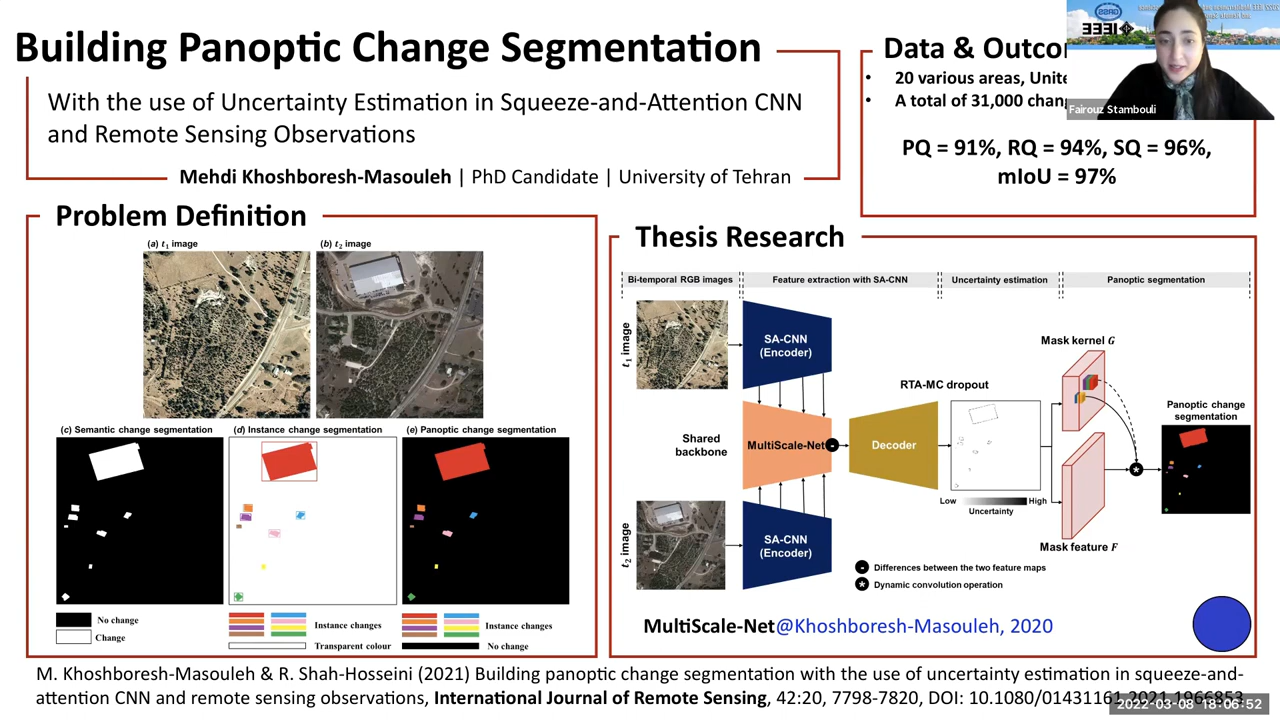 Building Panoptic Change Segmentation
With the use of Uncertainty Estimation in Squeeze-and-Attention CNN
and Remote Sensing Observations
Mehdi Khoshboresh-Masouleh | PhD Candidate | University of Tehran
Data &
• 20 various areas,
• A total of 31,000
PQ = 91%, RQ = 94%, SQ = 96%,
mIoU = 97%
IEEE
GRSS
Fairouz Stambouli
Problem Definition
(a) t₁ image
(b) t₂ image
(c) Semantic change segmentation
(d) Instance change segmentation
(e) Panoptic change segmentation
No change
Change
Instance changes
Transparent colour
Instance changes
No change
Thesis Research
Bi-temporal RGB images
Feature extraction with SA-CNN
Uncertainty estimation
Panoptic segmentation
t₁ image
SA-CNN
(Encoder)
Mask kernel G
RTA-MC dropout
Panoptic change
segmentation
Shared
backbone
MultiScale-Net
-
Decoder
*
Low
High
Uncertainty
t₂ image
SA-CNN
(Encoder)
Mask feature F
- Differences between the two feature maps
* Dynamic convolution operation
MultiScale-Net@Khoshboresh-Masouleh, 2020
M. Khoshboresh-Masouleh & R. Shah-Hosseini (2021) Building panoptic change segmentation with the use of uncertainty estimation in squeeze-and-
attention CNN and remote sensing observations, International Journal of Remote Sensing, 42:20, 7798-7820, DOI: 10.1080/01431161.2021.1966853
2022-03-08 18:06:52